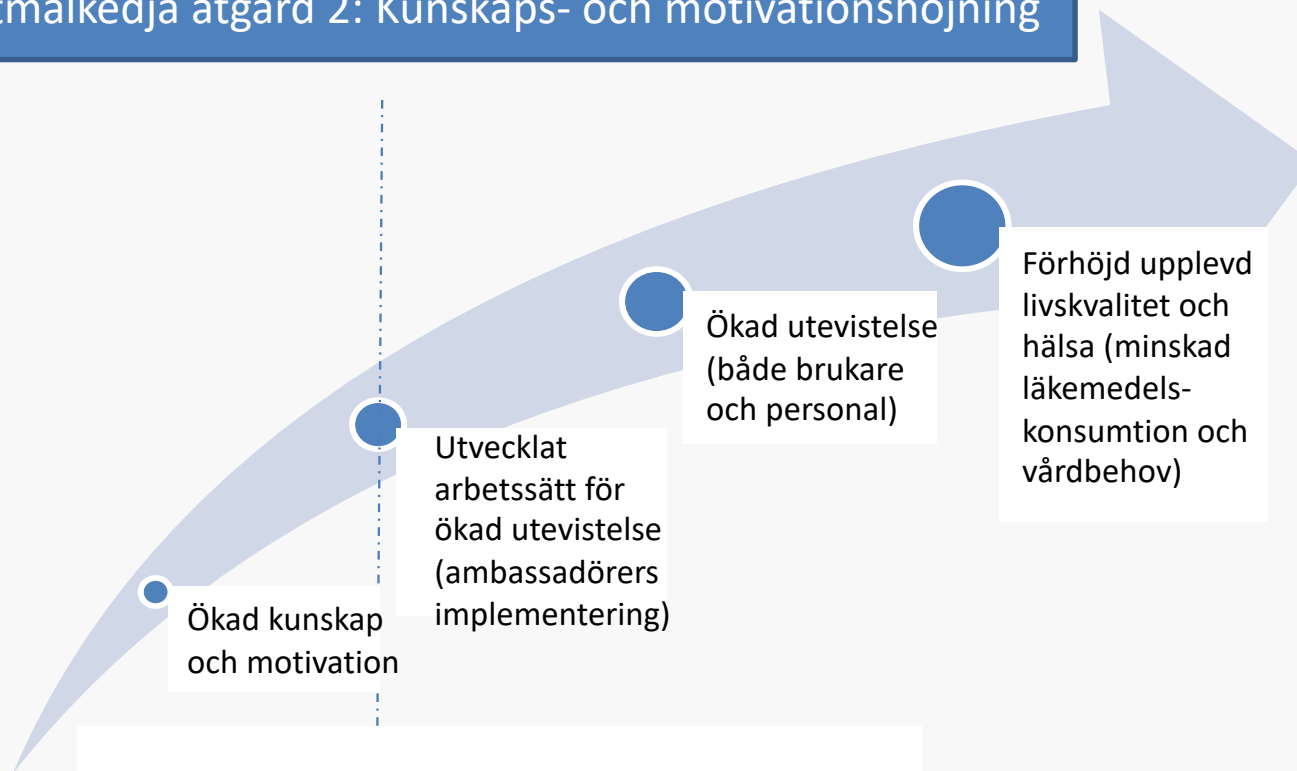 tmålkedja åtgärd 2: Kunskaps- och motivationshöjning
Ökad kunskap
och motivation
Utvecklat
arbetssätt för
ökad utevistelse
(ambassadörers
implementering)
Ökad utevistelse
(både brukare
och personal)
Förhöjd upplevd
livskvalitet och
hälsa (minskad
läkemedels-
konsumtion och
vårdbehov)